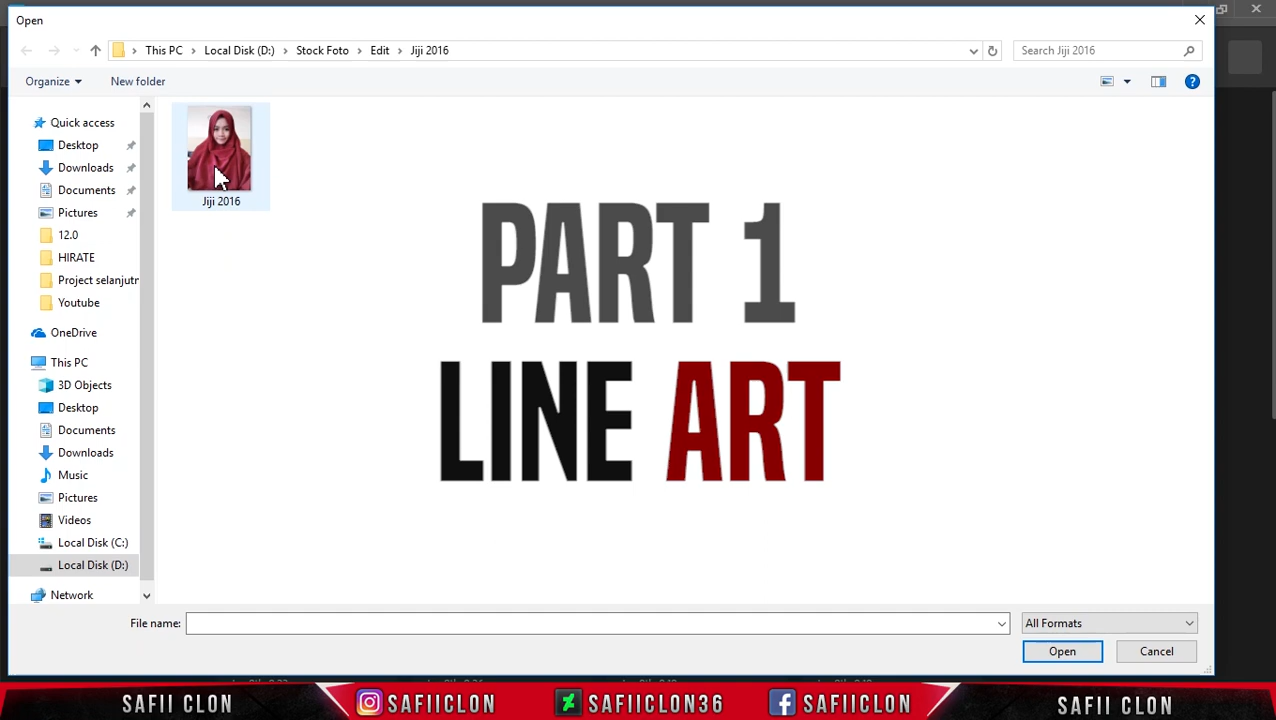 Open
This PC
Local Disk (D:)
Stock Foto
Edit
Jiji 2016
Search Jiji 2016
Organize
New folder
Quick access
Desktop
Downloads
Documents
Pictures
12.0
HIRATE
Project selanjutn
Youtube
OneDrive
This PC
3D Objects
Desktop
Documents
Downloads
Music
Pictures
Videos
Local Disk (C:)
Local Disk (D:)
Network
Jiji 2016
PART 1
LINE ART
File name:
All Formats
Open
Cancel
SAFII CLON
SAFIICLON
SAFIICLON36
SAFIICLON
SAFII CLON